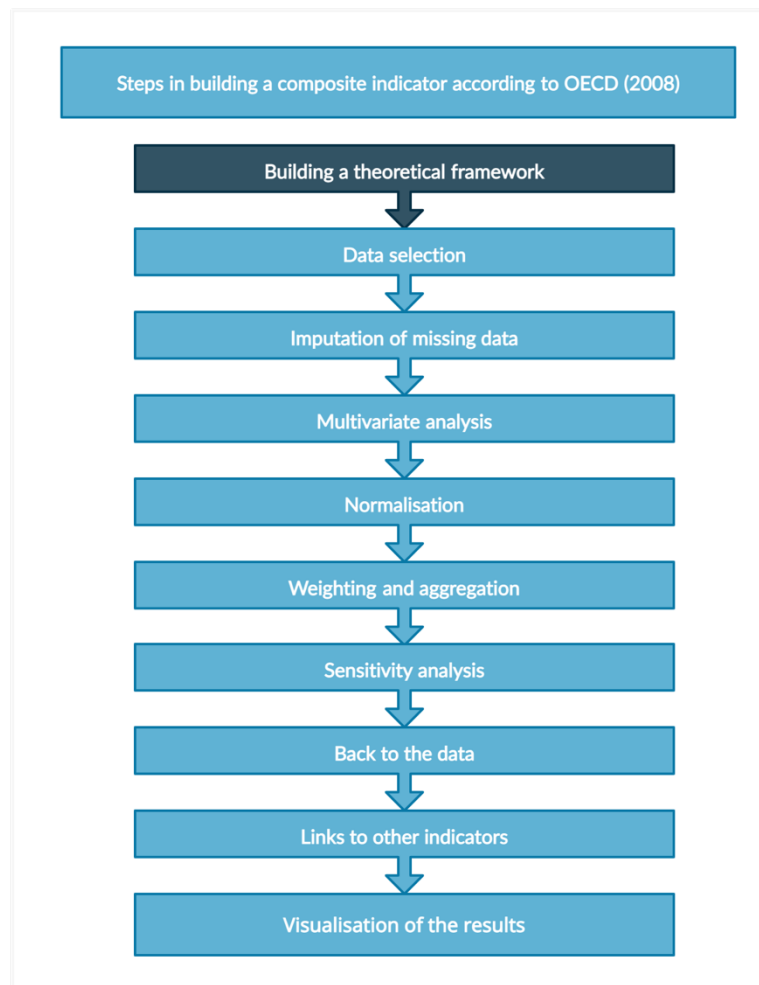 Steps in building a composite indicator according to OECD (2008)
Building a theoretical framework
Data selection
Imputation of missing data
Multivariate analysis
Normalisation
Weighting and aggregation
Sensitivity analysis
Back to the data
Links to other indicators
Visualisation of the results